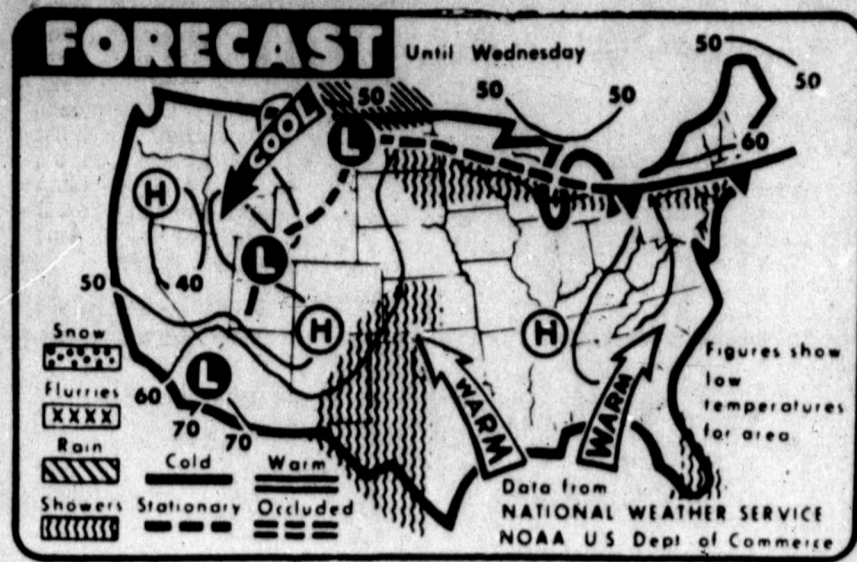 FORECAST
Until Wednesday
50
50
50
50
50
60
COOL
L
H
L
40
50
H
H
L
60
70
70
WARM
WARM
Snow
Flurries
Rain
Showers
Cold
Warm
Stationary
Occluded
Figures show
low
temperatures
for area
Data from
NATIONAL WEATHER SERVICE
NOAA U S Dept of Commerce